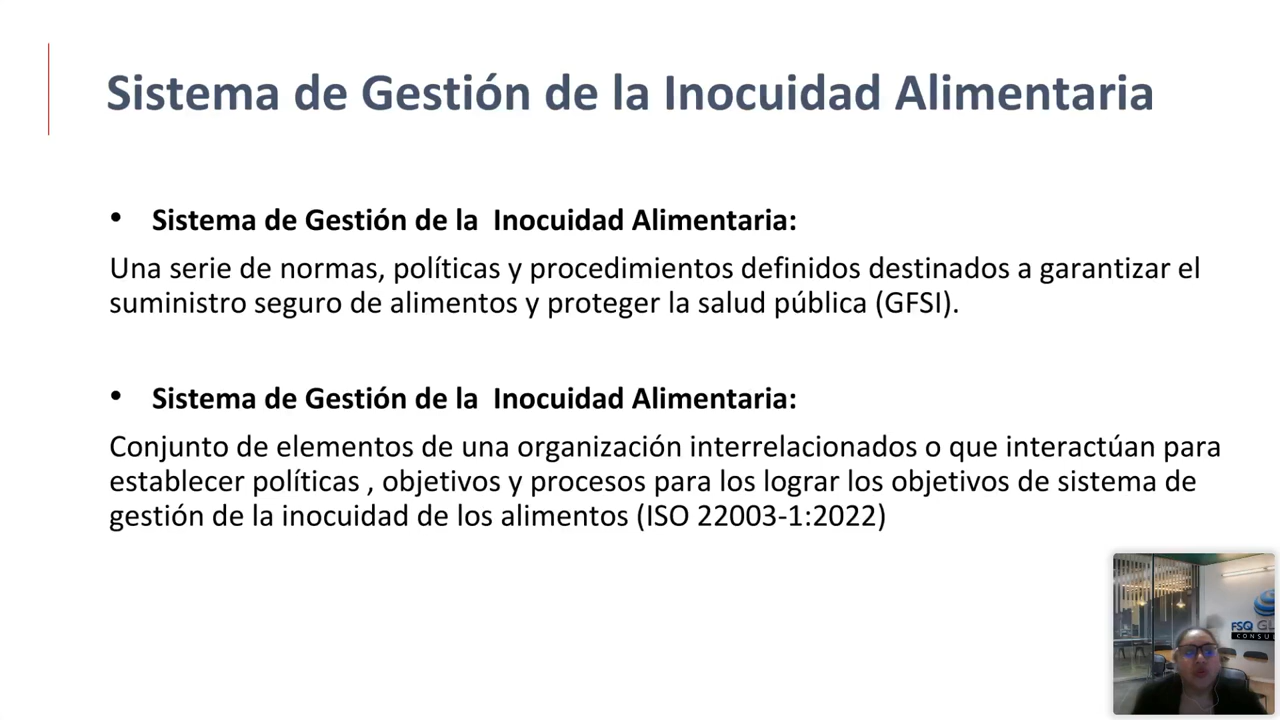 Sistema de Gestión de la Inocuidad Alimentaria
• Sistema de Gestión de la  Inocuidad Alimentaria:
Una serie de normas, políticas y procedimientos definidos destinados a garantizar el
suministro seguro de alimentos y proteger la salud pública (GFSI).
• Sistema de Gestión de la  Inocuidad Alimentaria:
Conjunto de elementos de una organización interrelacionados o que interactúan para
establecer políticas , objetivos y procesos para los lograr los objetivos de sistema de
gestión de la inocuidad de los alimentos (ISO 22003-1:2022)
FSQ GL
CONSU